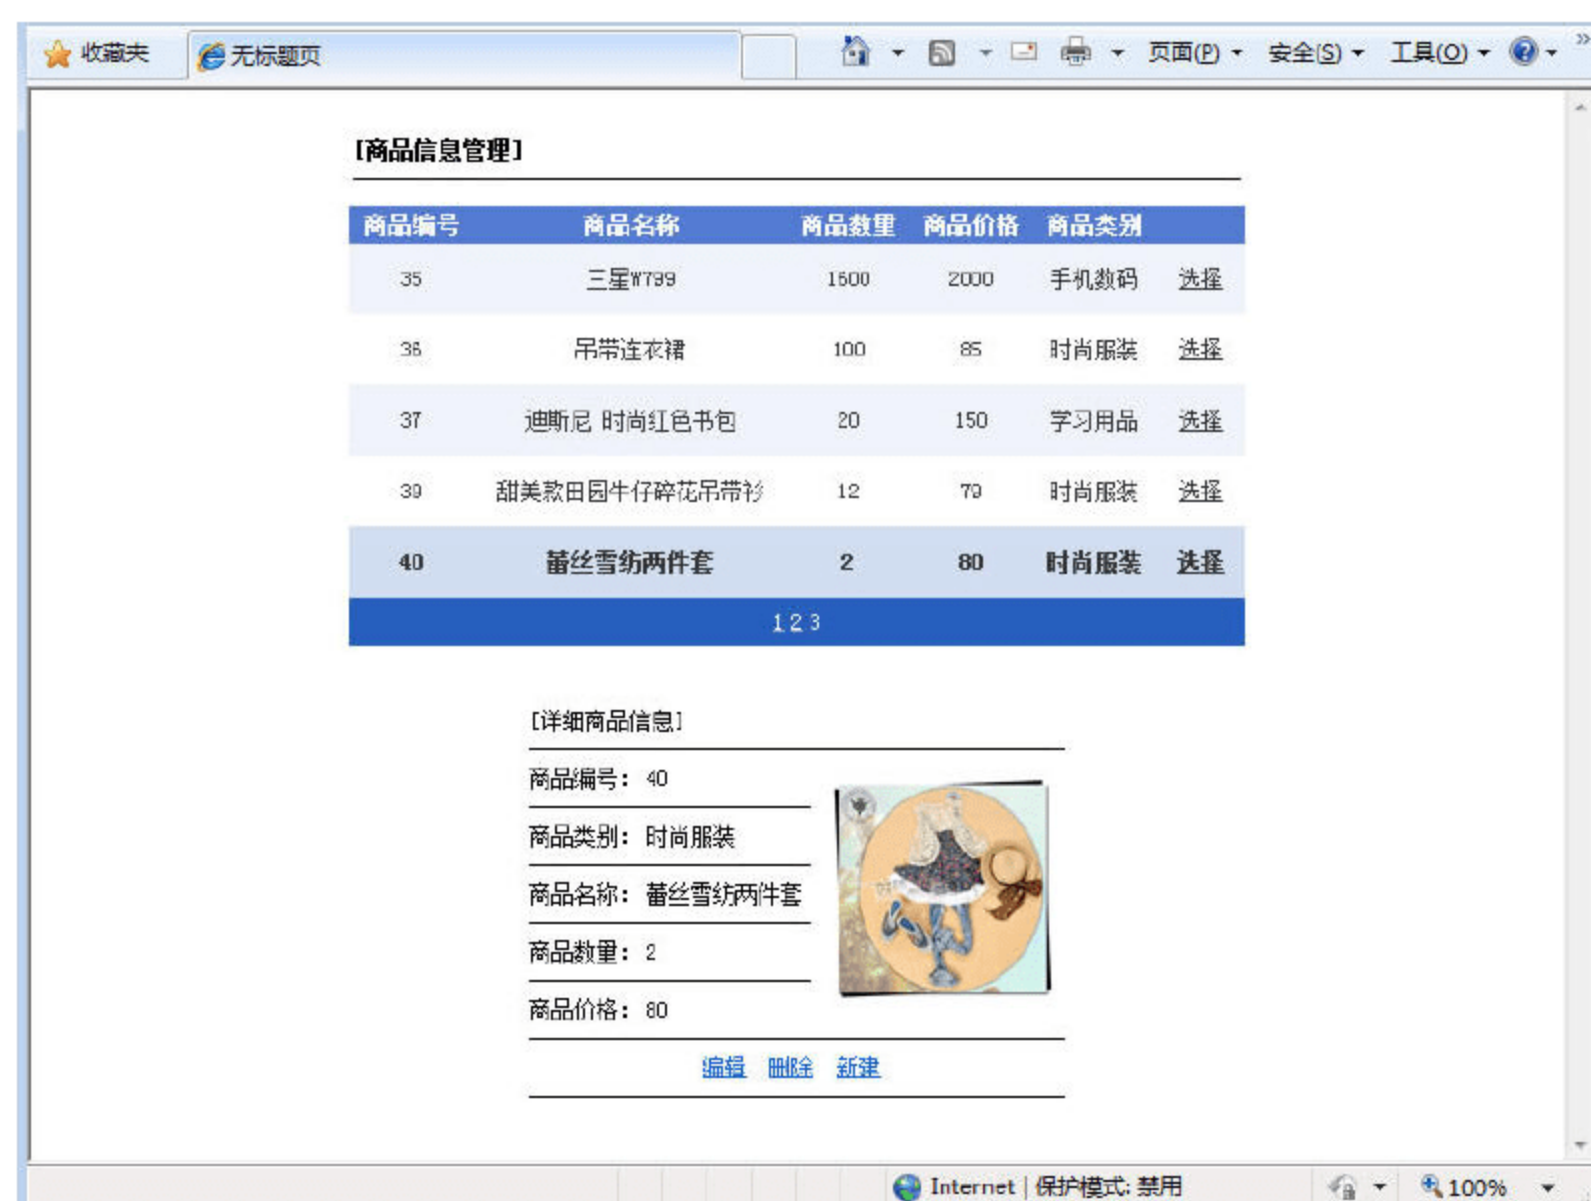 收藏夹 无标题页 页面(P) 安全(S) 工具(O)
[商品信息管理]
商品编号 商品名称 商品数里 商品价格 商品类别
35 三星W799 1600 2000 手机数码 选择
36 吊带连衣裙 100 85 时尚服装 选择
37 迪斯尼 时尚红色书包 20 150 学习用品 选择
39 甜美款田园牛仔碎花吊带衫 12 79 时尚服装 选择
40 蕾丝雪纺两件套 2 80 时尚服装 选择
1 2 3
[详细商品信息]
商品编号: 40
商品类别: 时尚服装
商品名称: 蕾丝雪纺两件套
商品数里: 2
商品价格: 80
编辑 删除 新建
Internet | 保护模式: 禁用 100%